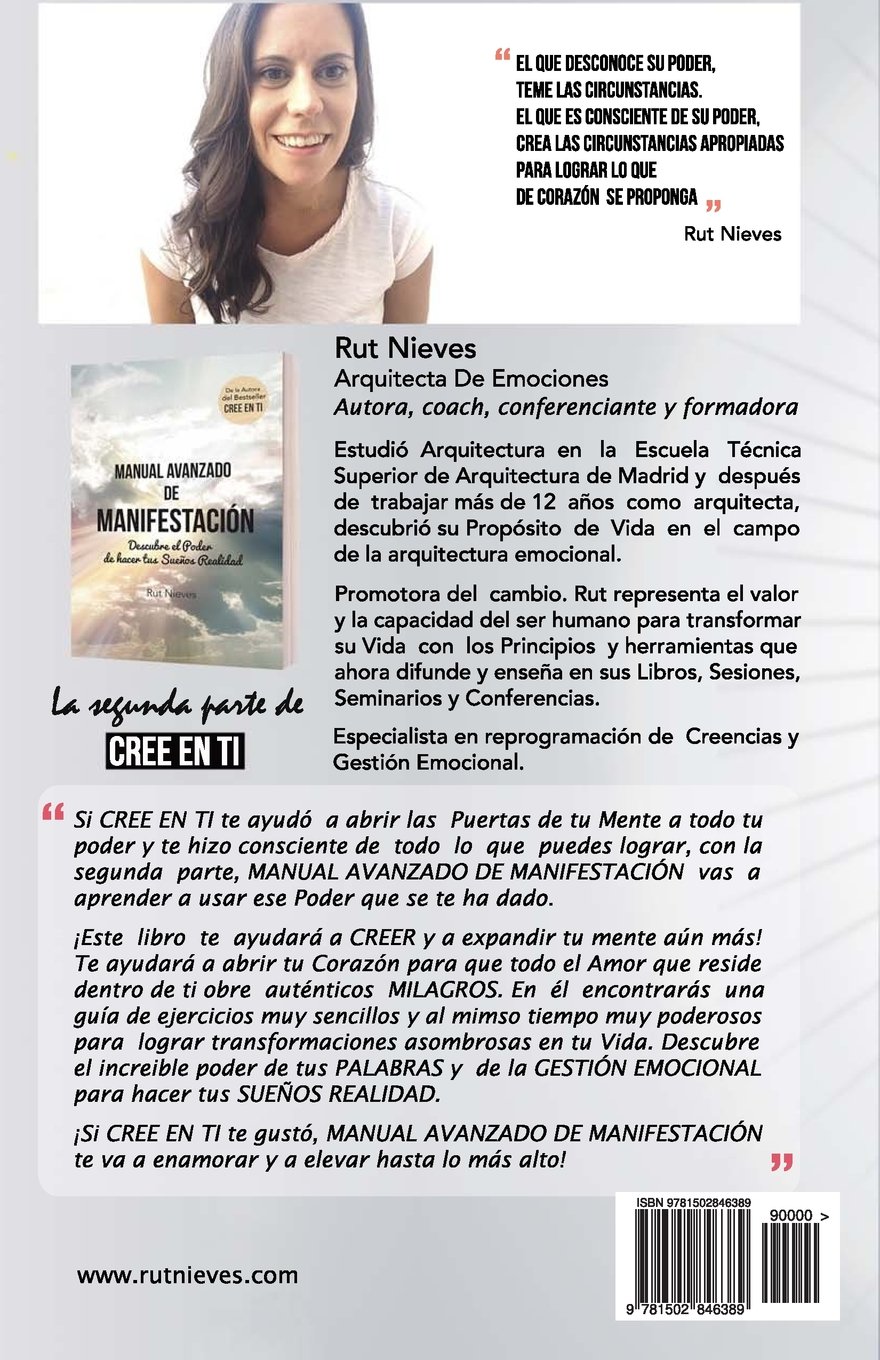 “ EL QUE DESCONOCE SU PODER,
TEME LAS CIRCUNSTANCIAS.
EL QUE ES CONSCIENTE DE SU PODER,
CREA LAS CIRCUNSTANCIAS APROPIADAS
PARA LOGRAR LO QUE
DE CORAZÓN SE PROPONGA ”
Rut Nieves
De la Autora
del Bestseller
CREE EN TI
MANUAL AVANZADO
DE
MANIFESTACIÓN
Descubre el Poder
de hacer tus Sueños Realidad
Rut Nieves
La segunda parte de
CREE EN TI
Rut Nieves
Arquitecta De Emociones
Autora, coach, conferenciante y formadora
Estudió Arquitectura en la Escuela Técnica
Superior de Arquitectura de Madrid y después
de trabajar más de 12 años como arquitecta,
descubrió su Propósito de Vida en el campo
de la arquitectura emocional.
Promotora del cambio. Rut representa el valor
y la capacidad del ser humano para transformar
su Vida con los Principios y herramientas que
ahora difunde y enseña en sus Libros, Sesiones,
Seminarios y Conferencias.
Especialista en reprogramación de Creencias y
Gestión Emocional.
“ Si CREE EN TI te ayudó a abrir las Puertas de tu Mente a todo tu
poder y te hizo consciente de todo lo que puedes lograr, con la
segunda parte, MANUAL AVANZADO DE MANIFESTACIÓN vas a
aprender a usar ese Poder que se te ha dado.
¡Este libro te ayudará a CREER y a expandir tu mente aún más!
Te ayudará a abrir tu Corazón para que todo el Amor que reside
dentro de ti obre auténticos MILAGROS. En él encontrarás una
guía de ejercicios muy sencillos y al mimso tiempo muy poderosos
para lograr transformaciones asombrosas en tu Vida. Descubre
el increible poder de tus PALABRAS y de la GESTIÓN EMOCIONAL
para hacer tus SUEÑOS REALIDAD.
¡Si CREE EN TI te gustó, MANUAL AVANZADO DE MANIFESTACIÓN
te va a enamorar y a elevar hasta lo más alto! ”
ISBN 9781502846389
90000 >
9 781502 846389
www.rutnieves.com